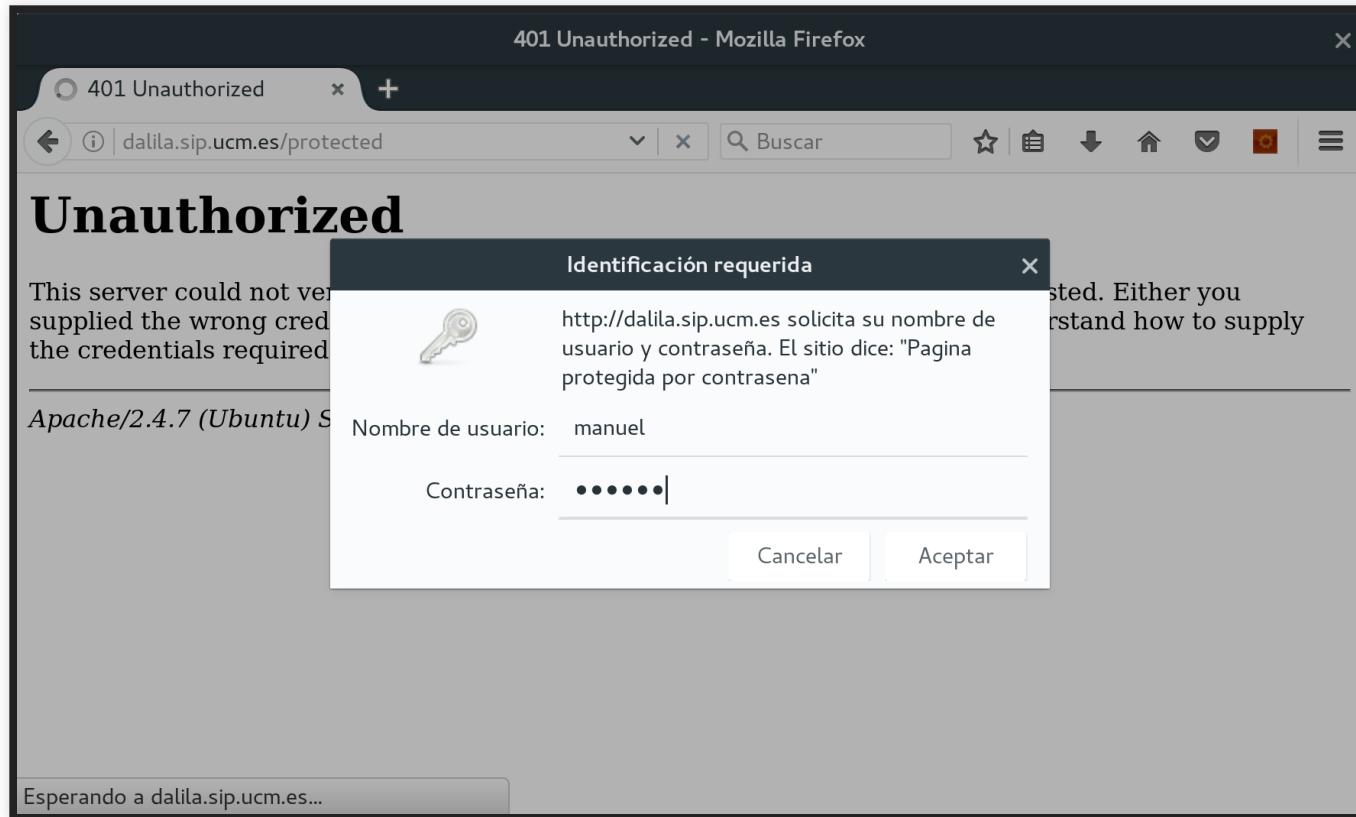 401 Unauthorized - Mozilla Firefox
401 Unauthorized
dalila.sip.ucm.es/protected
Buscar
Unauthorized
Identificación requerida
This server could not
sted. Either you
supplied the wrong
how to supply
the credentials required
http://dalila.sip.ucm.es solicita su nombre de
usuario y contraseña. El sitio dice: "Pagina
protegida por contrasena"
Apache/2.4.7 (Ubuntu) S
Nombre de usuario: manuel
Contraseña: ••••••
Cancelar Aceptar
Esperando a dalila.sip.ucm.es...